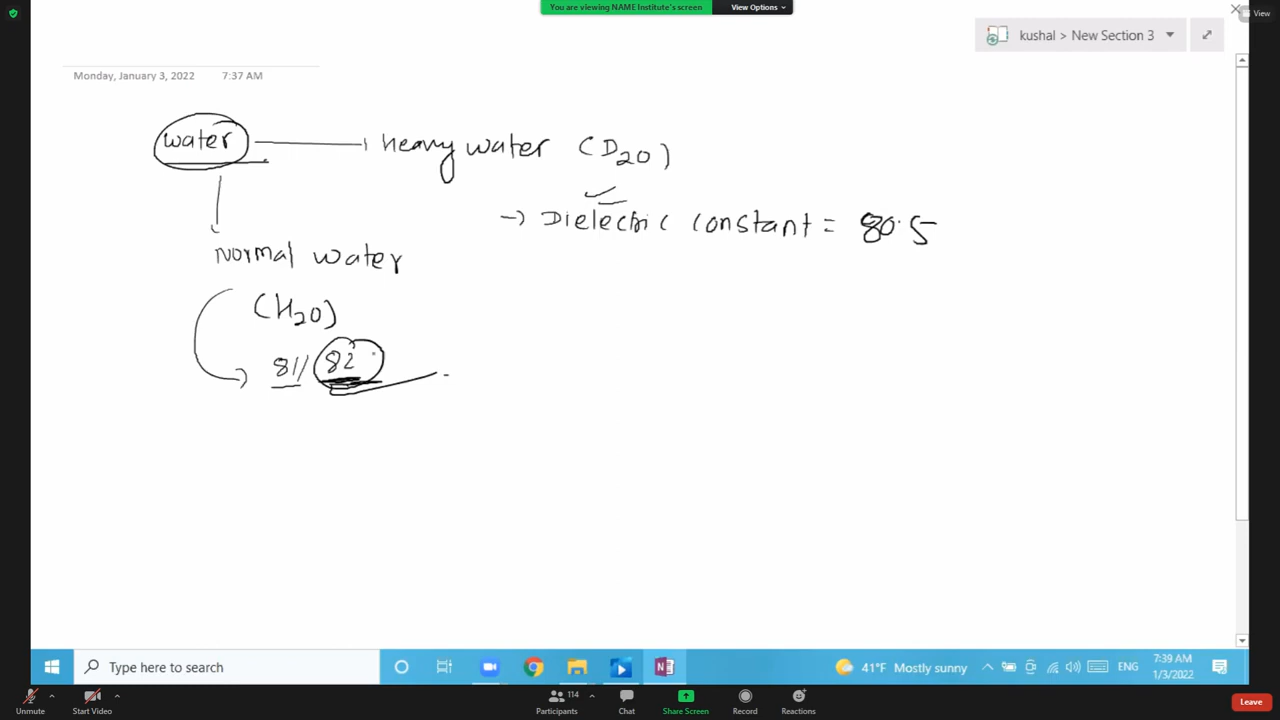 You are viewing NAME Institute's screen
View Options
View
kushal > New Section 3
Monday, January 3, 2022 7:37 AM
water heavy water (D2O)
→ Dielectric constant = 80.5
Normal water
(H2O)
81/ 82
Type here to search
41°F Mostly sunny
ENG
7:39 AM
1/3/2022
Unmute
Start Video
114
Participants
Chat
Share Screen
Record
Reactions
Leave